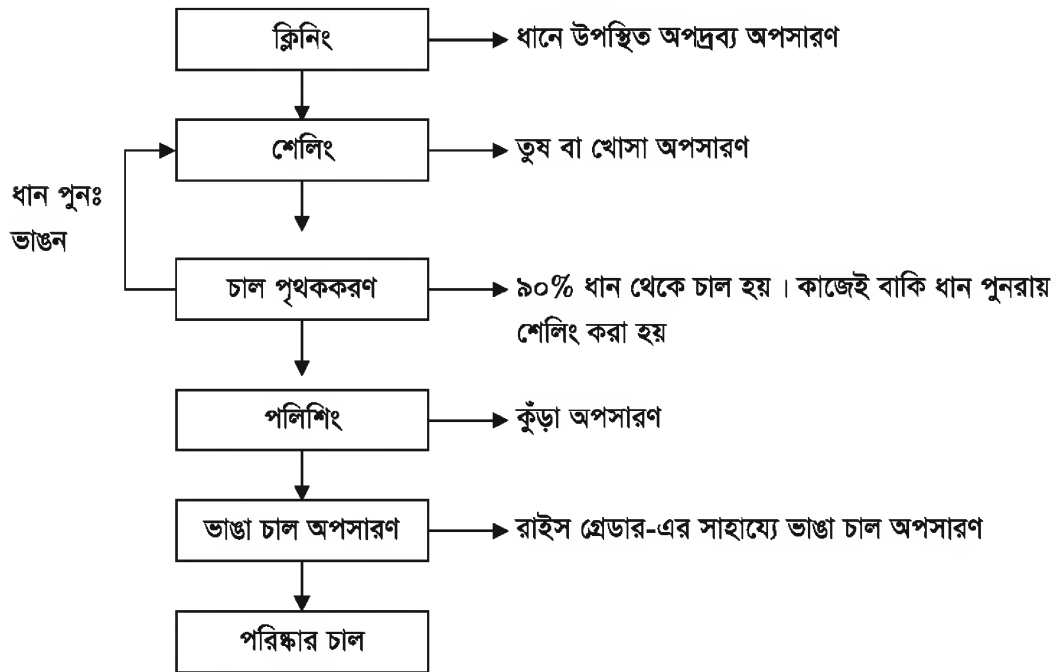 ক্লিনিং
ধানে উপস্থিত অপদ্রব্য অপসারণ
শেলিং
তুষ বা খোসা অপসারণ
ধান পুনঃ
ভাঙন
চাল পৃথককরণ
৯০% ধান থেকে চাল হয় । কাজেই বাকি ধান পুনরায়
শেলিং করা হয়
পলিশিং
কুঁড়া অপসারণ
ভাঙা চাল অপসারণ
রাইস গ্রেডার-এর সাহায্যে ভাঙা চাল অপসারণ
পরিষ্কার চাল